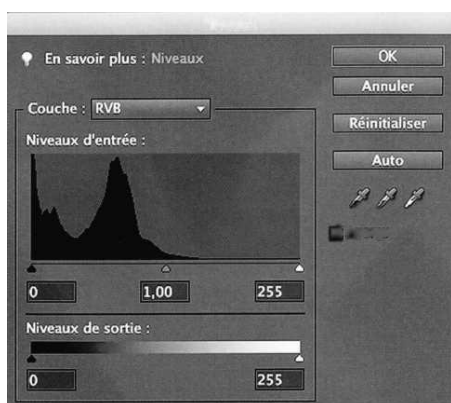 En savoir plus : Niveaux
OK
Annuler
Réinitialiser
Auto
Couche : RVB
Niveaux d'entrée :
0 1,00 255
Niveaux de sortie :
0 255